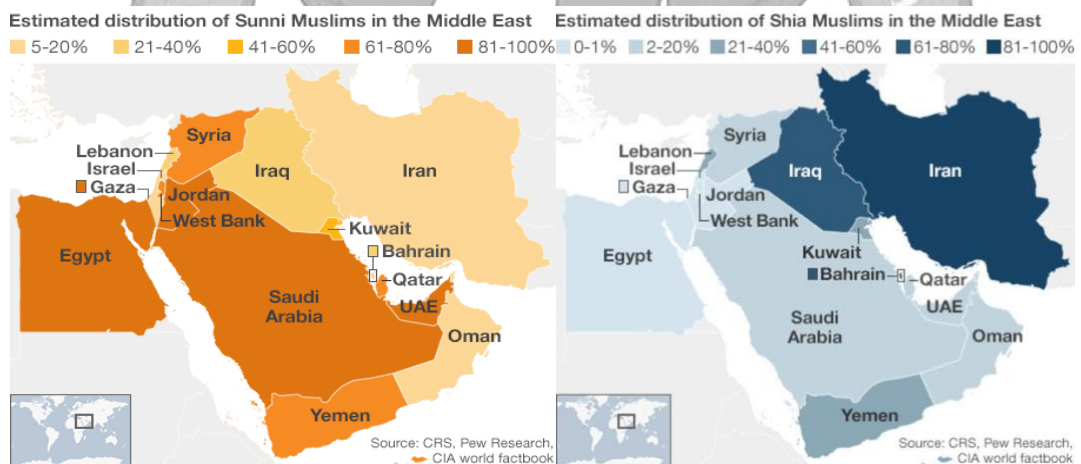 Estimated distribution of Sunni Muslims in the Middle East
5-20% 21-40% 41-60% 61-80% 81-100%
Syria
Lebanon
Israel
Gaza
Iraq
Iran
Jordan
West Bank
Kuwait
Bahrain
Egypt
Qatar
Saudi
Arabia
UAE
Oman
Yemen
Source: CRS, Pew Research,
CIA world factbook
Estimated distribution of Shia Muslims in the Middle East
0-1% 2-20% 21-40% 41-60% 61-80% 81-100%
Syria
Lebanon
Israel
Gaza
Iraq
Iran
Jordan
West Bank
Kuwait
Egypt
Bahrain
Qatar
Saudi
Arabia
UAE
Oman
Yemen
Source: CRS, Pew Research,
CIA world factbook